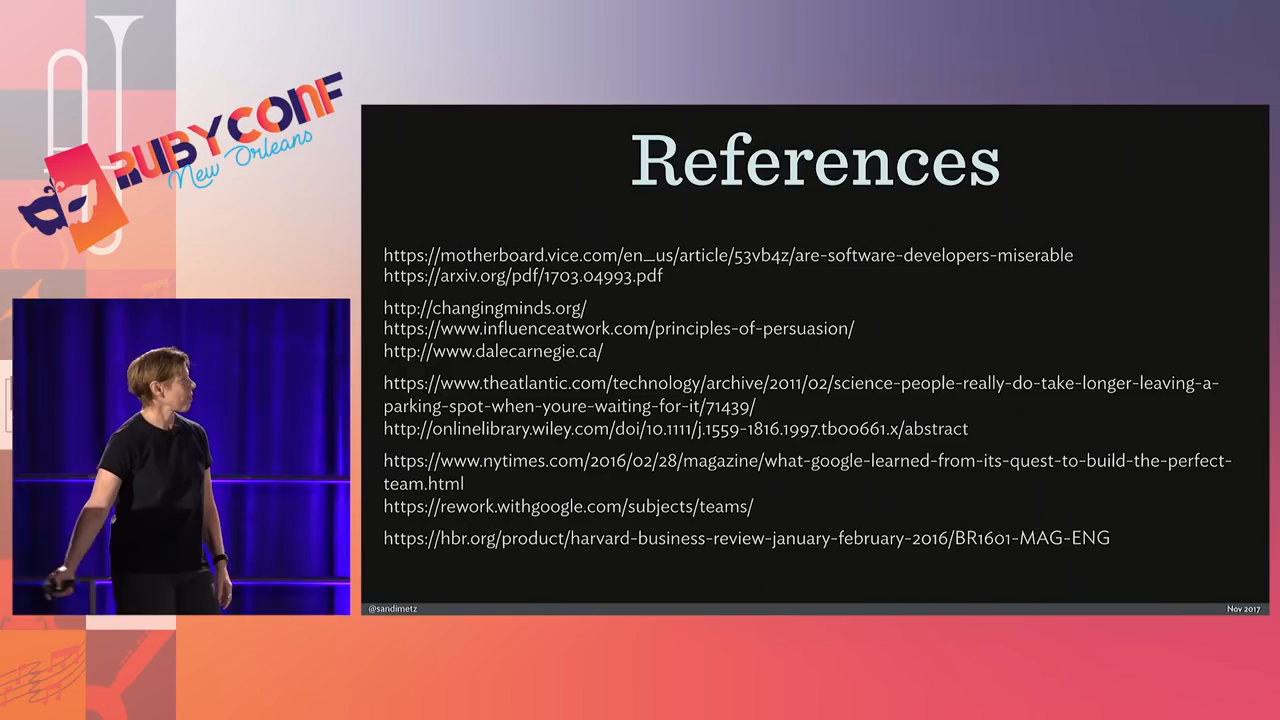 RUBYCONF
New Orleans
References
https://motherboard.vice.com/en_us/article/53vb4z/are-software-developers-miserable
https://arxiv.org/pdf/1703.04993.pdf
http://changingminds.org/
https://www.influenceatwork.com/principles-of-persuasion/
http://www.dalecarnegie.ca/
https://www.theatlantic.com/technology/archive/2011/02/science-people-really-do-take-longer-leaving-a-
parking-spot-when-youre-waiting-for-it/71439/
http://onlinelibrary.wiley.com/doi/10.1111/j.1559-1816.1997.tb00661.x/abstract
https://www.nytimes.com/2016/02/28/magazine/what-google-learned-from-its-quest-to-build-the-perfect-
team.html
https://rework.withgoogle.com/subjects/teams/
https://hbr.org/product/harvard-business-review-january-february-2016/BR1601-MAG-ENG
@sandimetz
Nov 2017